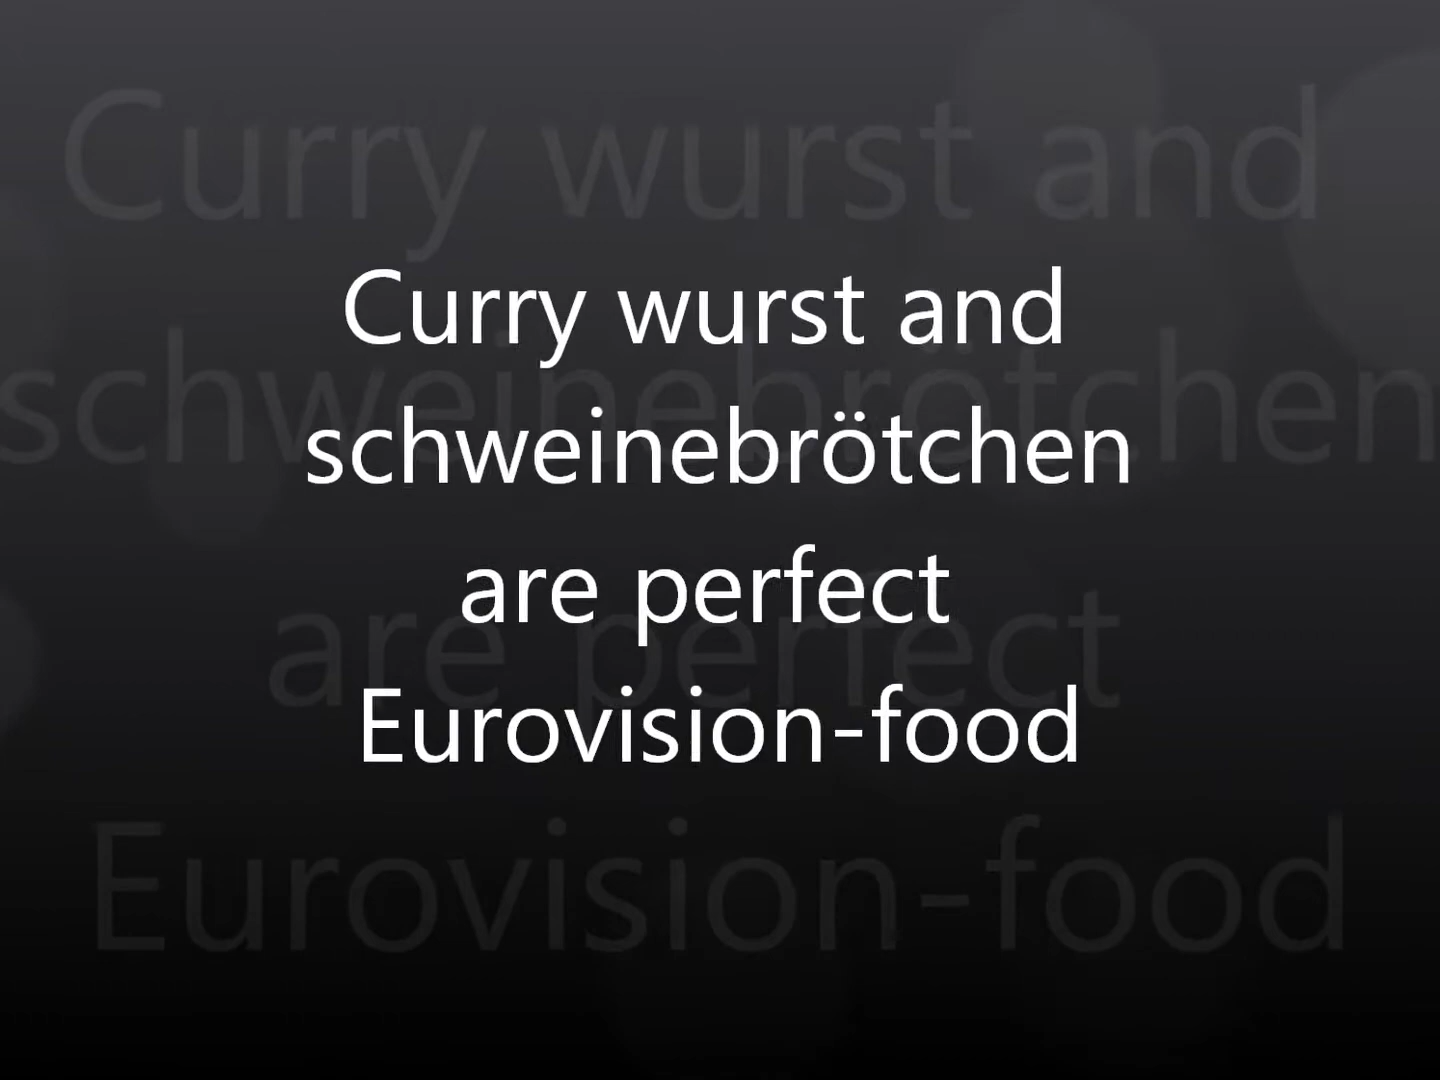 Curry wurst and
schweinebrötchen
are perfect
Eurovision-food